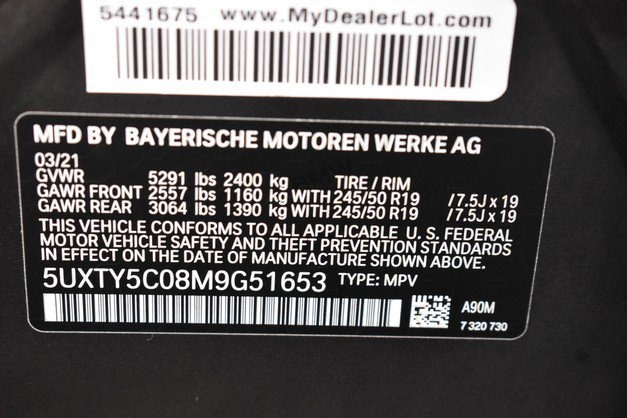 5441675 www.MyDealerLot.com
MFD BY BAYERISCHE MOTOREN WERKE AG
03/21
GVWR 5291 lbs 2400 kg TIRE / RIM
GAWR FRONT 2557 lbs 1160 kg WITH 245/50 R19 /7.5J x 19
GAWR REAR 3064 lbs 1390 kg WITH 245/50 R19 /7.5J x 19
THIS VEHICLE CONFORMS TO ALL APPLICABLE U. S. FEDERAL
MOTOR VEHICLE SAFETY AND THEFT PREVENTION STANDARDS
IN EFFECT ON THE DATE OF MANUFACTURE SHOWN ABOVE.
5UXTY5C08M9G51653 TYPE: MPV
A90M
7 320 730